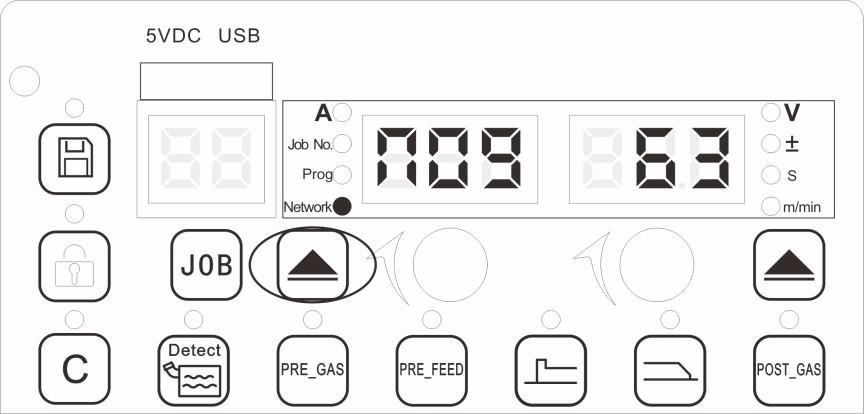 5VDC USB
A V
Job No. ±
Prog S
Network m/min
n09 63
JOB
C
Detect
PRE_GAS
PRE_FEED
POST_GAS